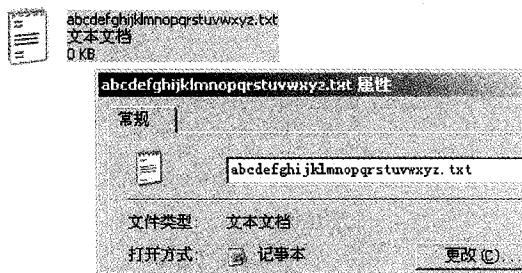 abcdefghijklmnopqrstuvwxyz.txt
文本文档
0 KB
abcdefghijklmnopqrstuvwxyz.txt 属性
常规
abcdefghijklmnopqrstuvwxyz.txt
文件类型: 文本文档
打开方式: 记事本 更改(C)...